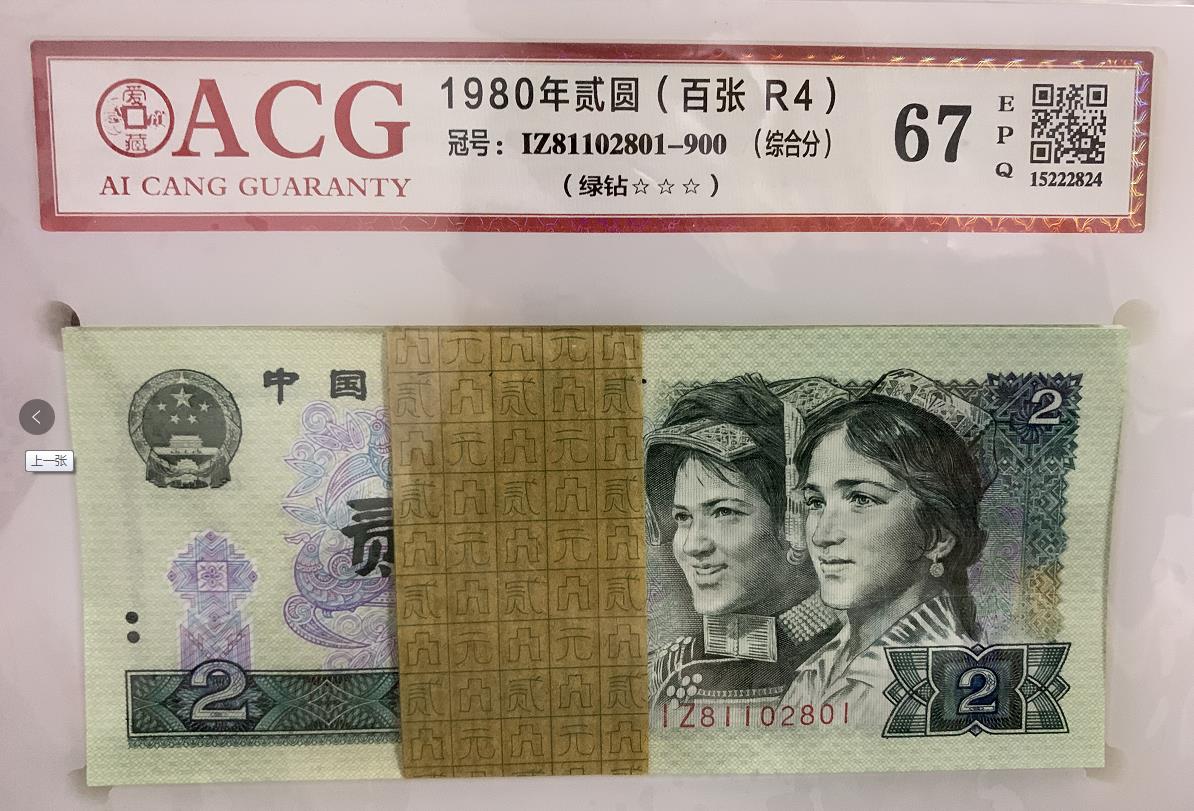 爱藏
ACG
AI CANG GUARANTY
1980年贰圆（百张 R4）
冠号：IZ81102801-900 （综合分）
（绿钻☆☆☆）
67
EPQ
15222824
上一张
中国
贰
2
2
2
IZ81102801